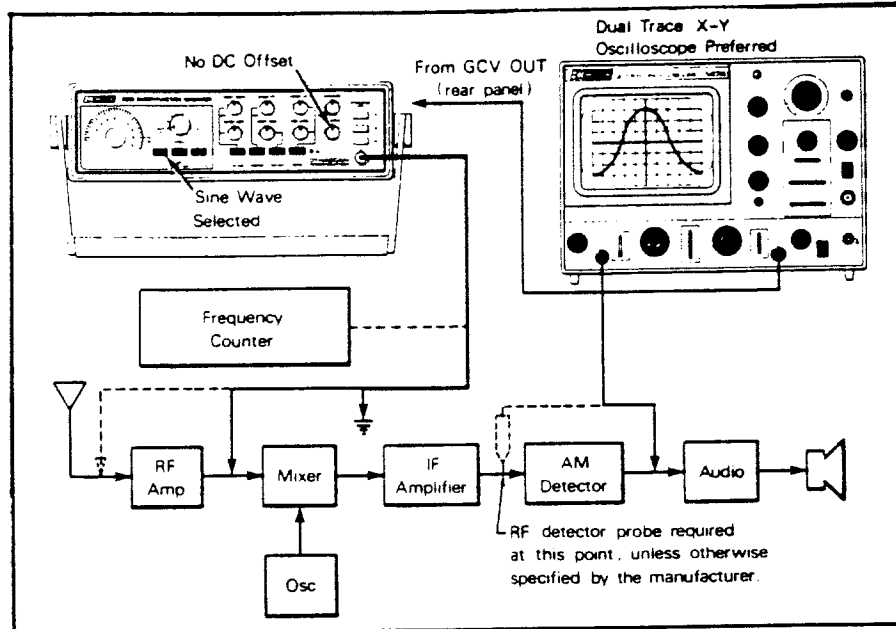 Dual Trace X-Y
Oscilloscope Preferred
No DC Offset
From GCV OUT
(rear panel)
Sine Wave
Selected
Frequency
Counter
RF
Amp
Mixer
IF
Amplifier
AM
Detector
Audio
RF detector probe required
at this point, unless otherwise
specified by the manufacturer.
Osc